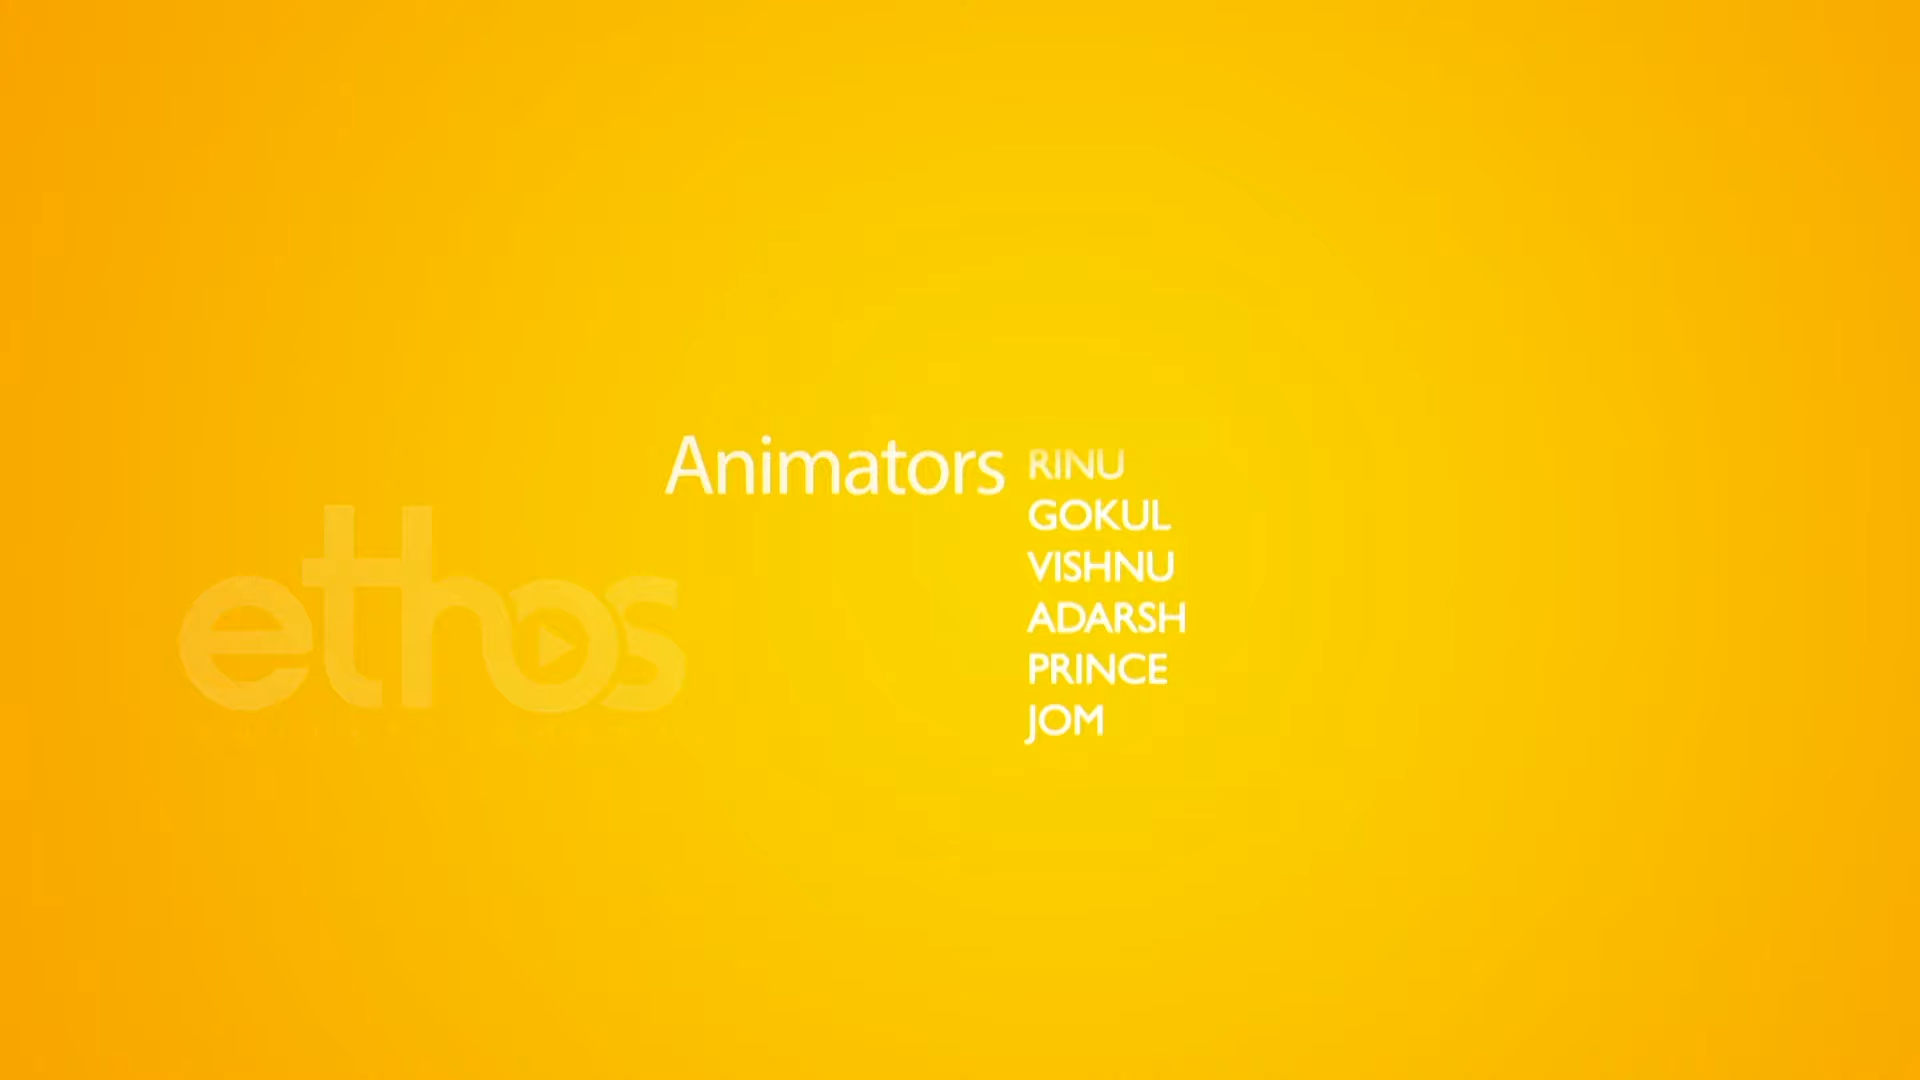 Animators RINU
GOKUL
VISHNU
ADARSH
PRINCE
JOM
ethos